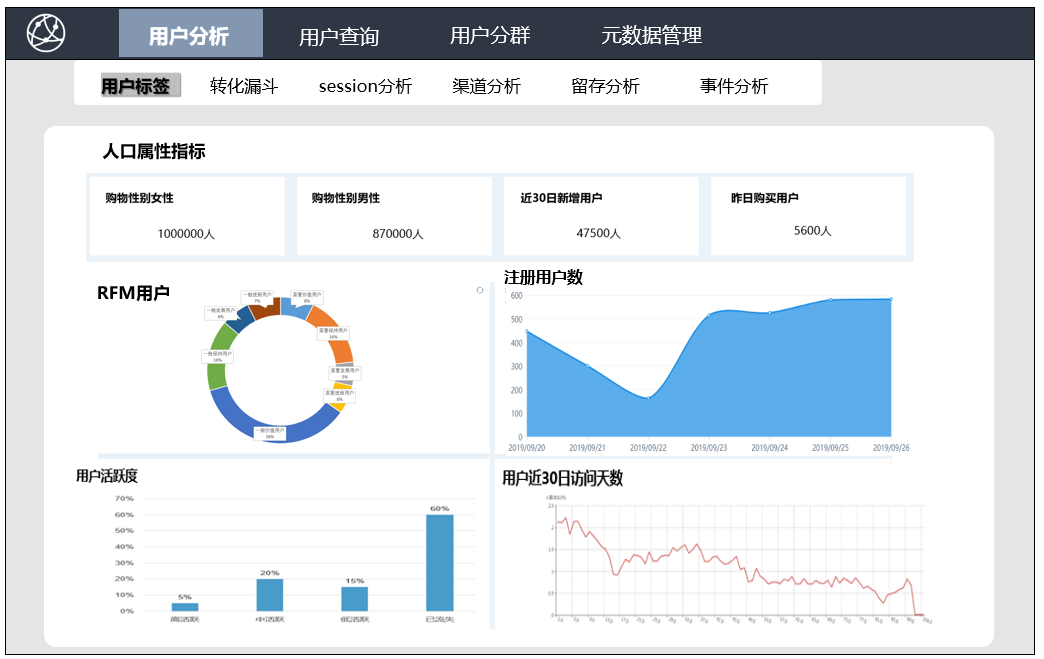 用户分析 用户查询 用户分群 元数据管理
用户标签 转化漏斗 session分析 渠道分析 留存分析 事件分析
人口属性指标
购物性别女性 购物性别男性 近30日新增用户 昨日购买用户
1000000人 870000人 47500人 5600人
RFM用户
一般挽留用户
7%
重要价值用户
8%
一般发展用户
6%
重要保持用户
16%
一般保持用户
16%
重要发展用户
5%
重要挽留用户
6%
一般价值用户
36%
注册用户数
600
500
400
300
200
100
0
2019/09/20 2019/09/21 2019/09/22 2019/09/23 2019/09/24 2019/09/25 2019/09/26
用户活跃度
70%
60%
50%
40%
30%
20%
10%
0%
5% 20% 15% 60%
高活跃 中活跃 低活跃 已流失
用户近30日访问天数
2.5
2
1.5
1
0.5
0